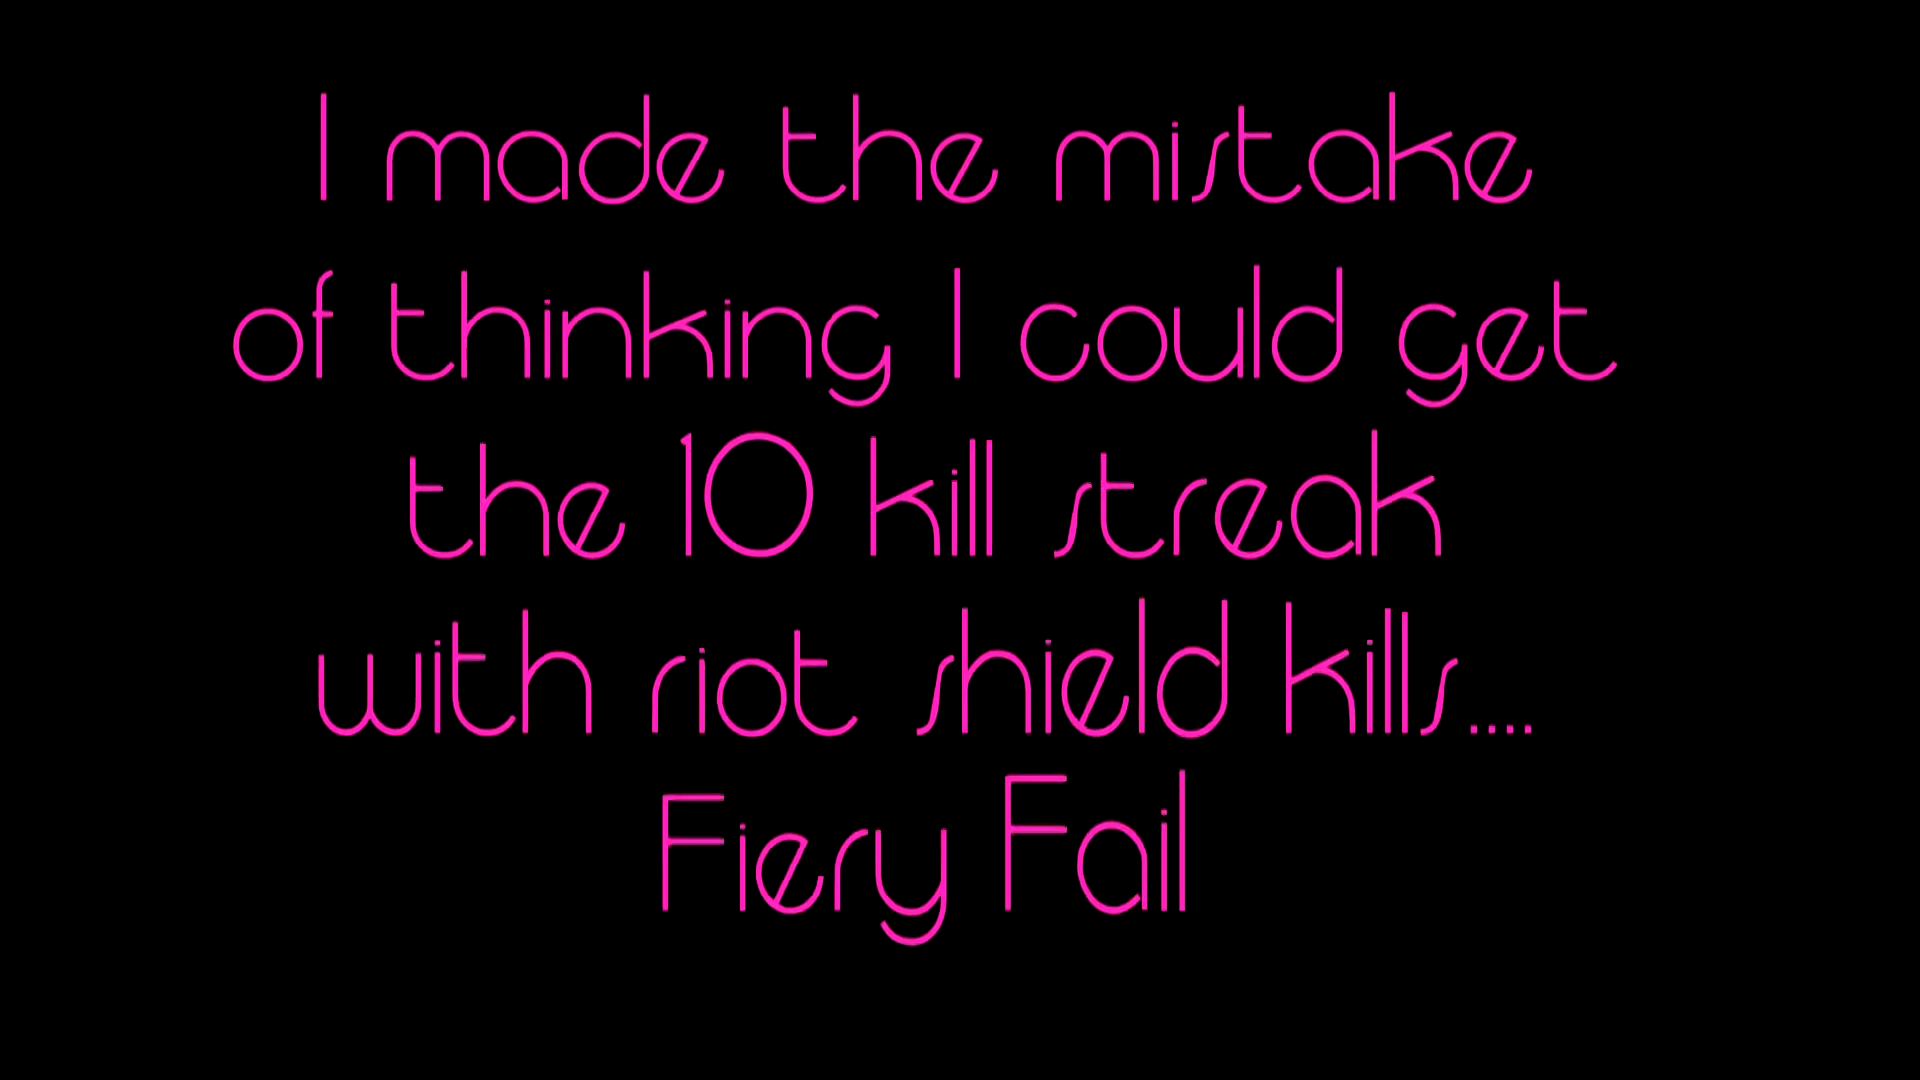 I made the mistake
of thinking I could get
the 10 kill streak
with riot shield kills....
Fiery Fail